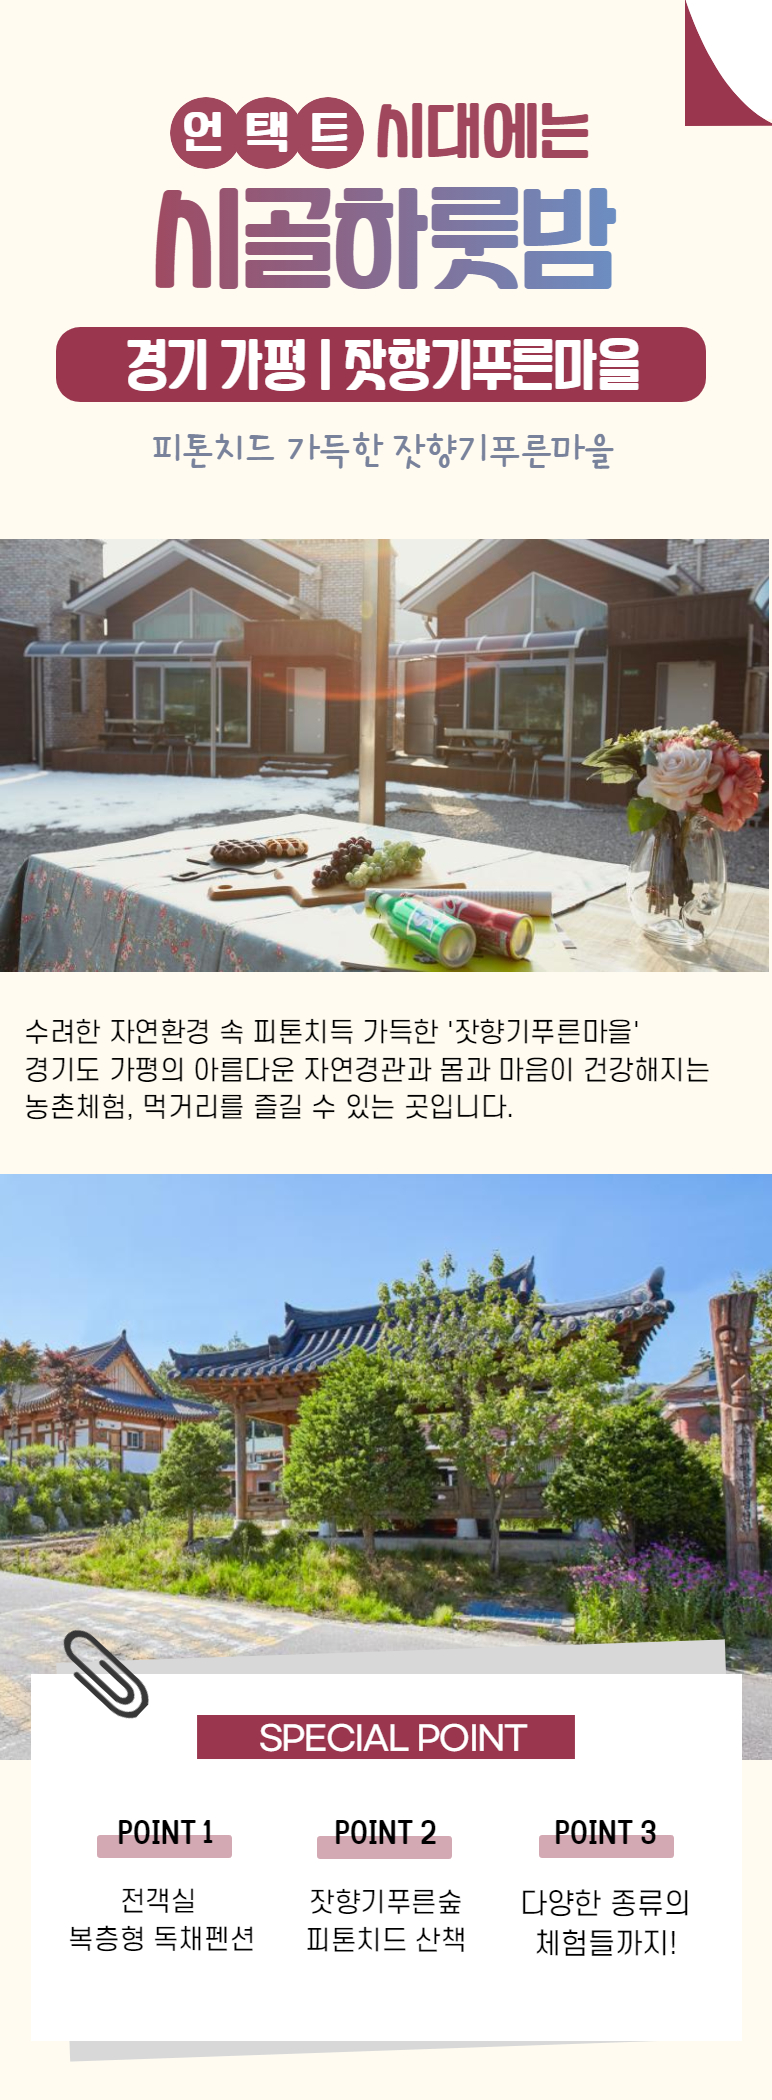 언택트 시대에는
시골하룻밤
경기 가평 | 잣향기푸른마을
피톤치드 가득한 잣향기푸른마을
수려한 자연환경 속 피톤치득 가득한 '잣향기푸른마을'
경기도 가평의 아름다운 자연경관과 몸과 마음이 건강해지는
농촌체험, 먹거리를 즐길 수 있는 곳입니다.
SPECIAL POINT
POINT 1
전객실
복층형 독채펜션
POINT 2
잣향기푸른숲
피톤치드 산책
POINT 3
다양한 종류의
체험들까지!